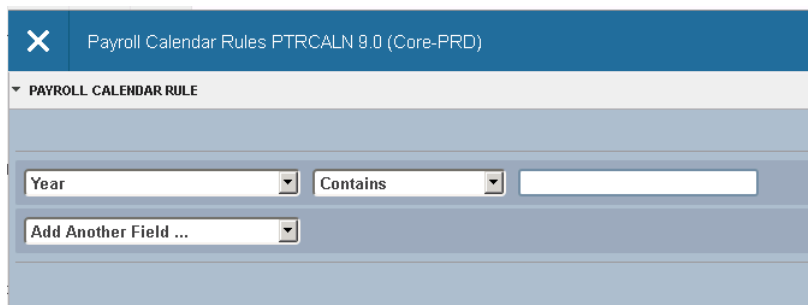 Payroll Calendar Rules PTRCALN 9.0 (Core-PRD)
PAYROLL CALENDAR RULE
Year Contains
Add Another Field ...